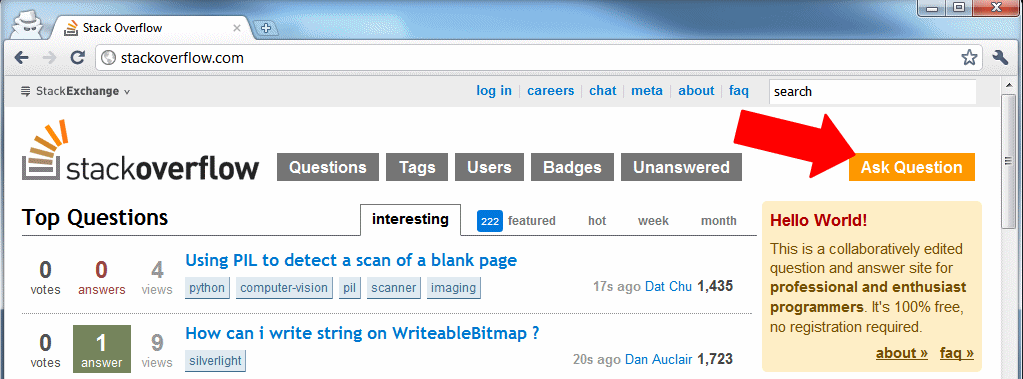 Stack Overflow
stackoverflow.com
StackExchange
log in careers chat meta about faq
search
stackoverflow
Questions Tags Users Badges Unanswered Ask Question
Top Questions
interesting 222 featured hot week month
0 votes 0 answers 4 views
Using PIL to detect a scan of a blank page
python computer-vision pil scanner imaging
17s ago Dat Chu 1,435
0 votes 1 answer 9 views
How can i write string on WriteableBitmap ?
silverlight
20s ago Dan Auclair 1,723
Hello World!
This is a collaboratively edited
question and answer site for
professional and enthusiast
programmers. It's 100% free,
no registration required.
about » faq »